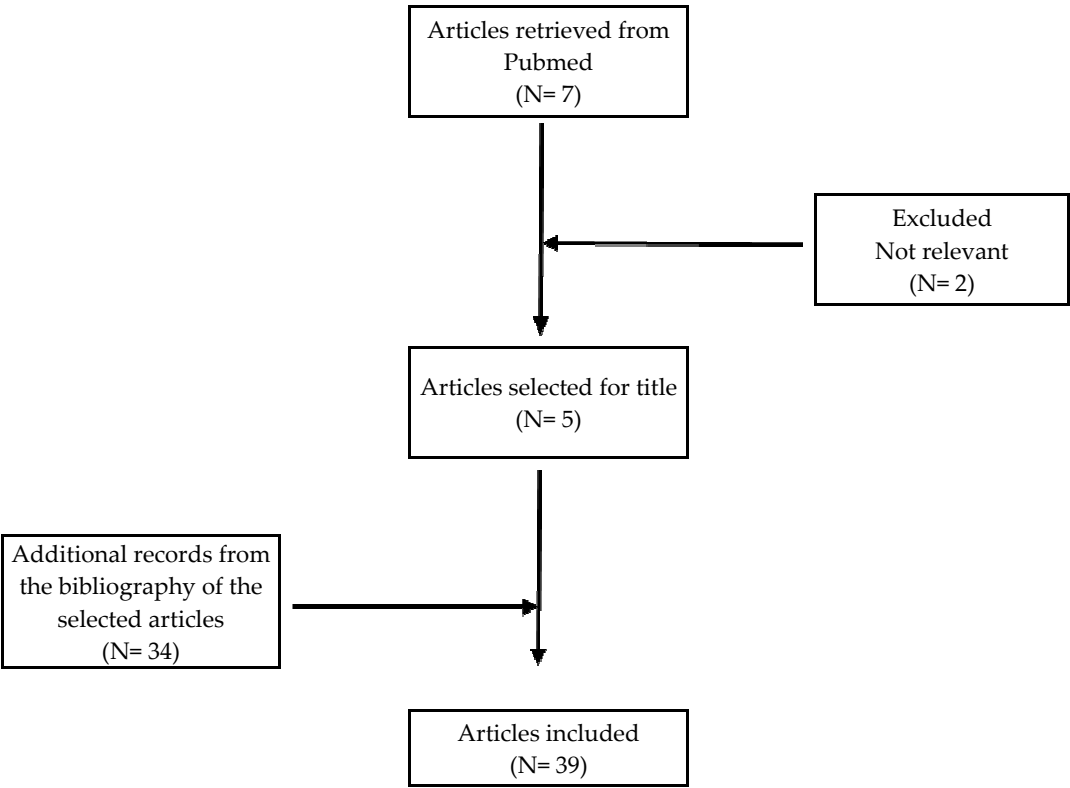 Articles retrieved from
Pubmed
(N= 7)
Excluded
Not relevant
(N= 2)
Articles selected for title
(N= 5)
Additional records from
the bibliography of the
selected articles
(N= 34)
Articles included
(N= 39)